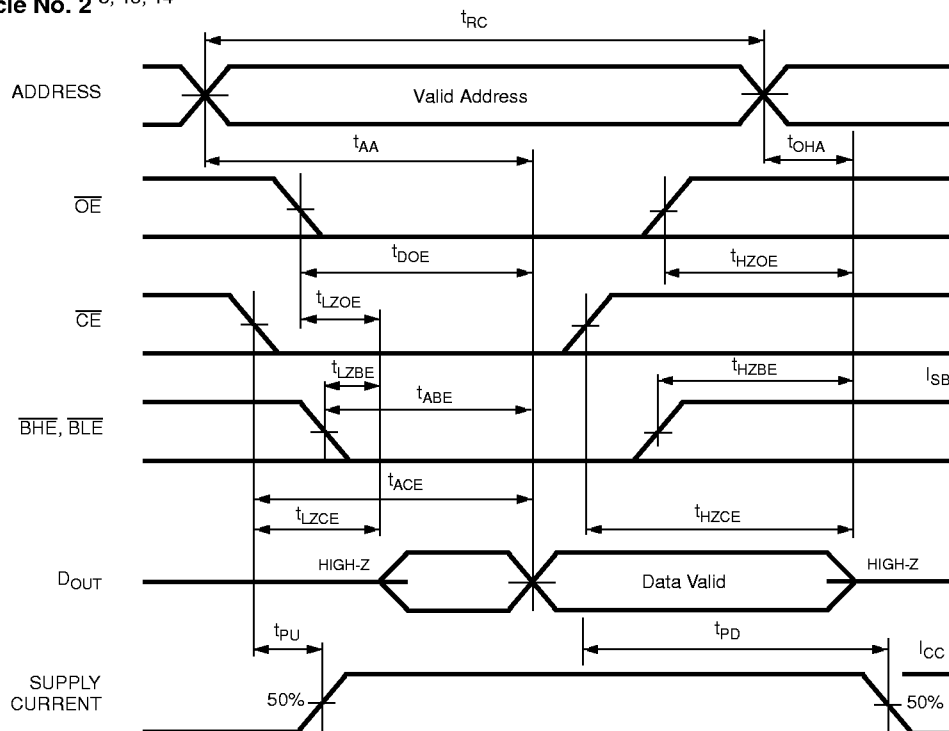 cle No. 2
tRC
ADDRESS
Valid Address
tAA
tOHA
OE
tDOE
tHZOE
tLZOE
CE
tLZBE
tHZBE
ISB
tABE
BHE, BLE
tACE
tLZCE
tHZCE
HIGH-Z
HIGH-Z
DOUT
Data Valid
tPU
tPD
ICC
SUPPLY
CURRENT
50%
50%